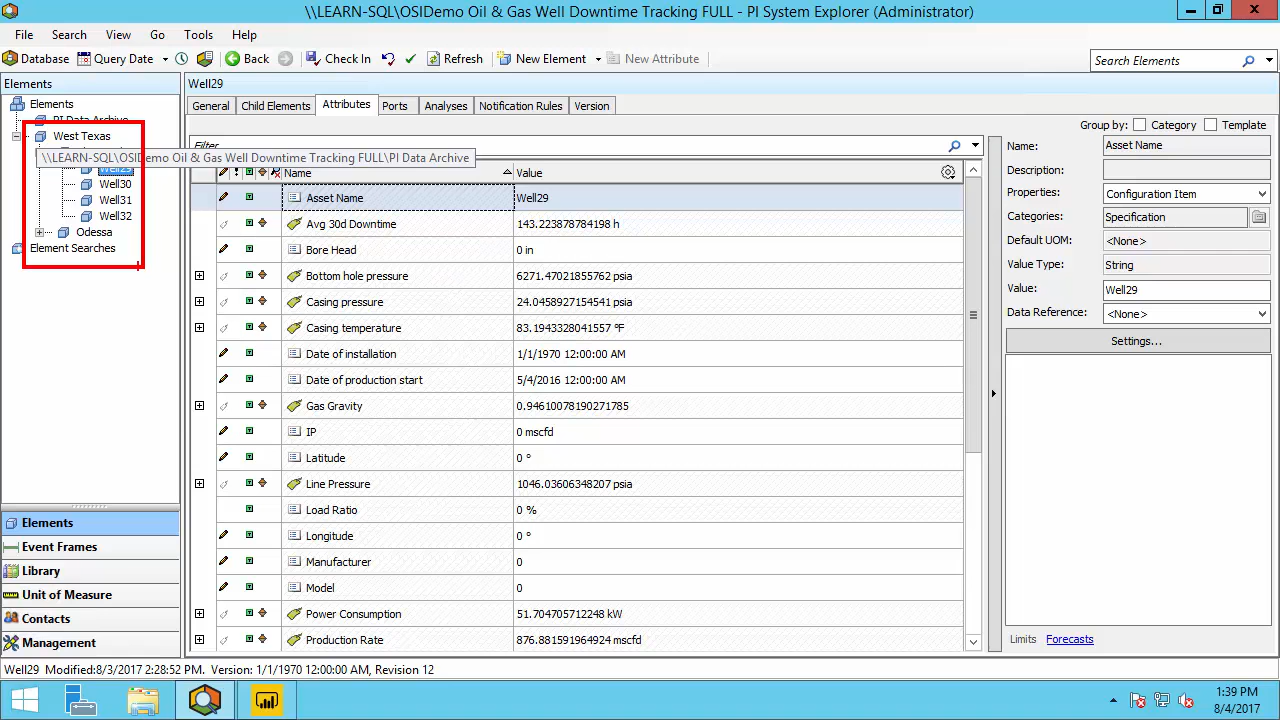 \\LEARN-SQL\OSIDemo Oil & Gas Well Downtime Tracking FULL - PI System Explorer (Administrator)
File Search View Go Tools Help
Database Query Date Back Check In Refresh New Element New Attribute Search Elements
Elements
Elements
PI Data Archive
West Texas
\\LEARN-SQL\OSIDemo Oil & Gas Well Downtime Tracking FULL\PI Data Archive
Well29
Well30
Well31
Well32
Odessa
Element Searches
Elements
Event Frames
Library
Unit of Measure
Contacts
Management
Well29
General Child Elements Attributes Ports Analyses Notification Rules Version
Filter
Name Value
Asset Name Well29
Avg 30d Downtime 143.223878784198 h
Bore Head 0 in
Bottom hole pressure 6271.47021855762 psia
Casing pressure 24.0458927154541 psia
Casing temperature 83.1943328041557 °F
Date of installation 1/1/1970 12:00:00 AM
Date of production start 5/4/2016 12:00:00 AM
Gas Gravity 0.94610078190271785
IP 0 mscfd
Latitude 0 °
Line Pressure 1046.03606348207 psia
Load Ratio 0 %
Longitude 0 °
Manufacturer 0
Model 0
Power Consumption 51.704705712248 kW
Production Rate 876.881591964924 mscfd
Group by: Category Template
Name: Asset Name
Description:
Properties: Configuration Item
Categories: Specification
Default UOM: <None>
Value Type: String
Value: Well29
Data Reference: <None>
Settings...
Limits Forecasts
Well29 Modified:8/3/2017 2:28:52 PM. Version: 1/1/1970 12:00:00 AM, Revision 12
1:39 PM
8/4/2017